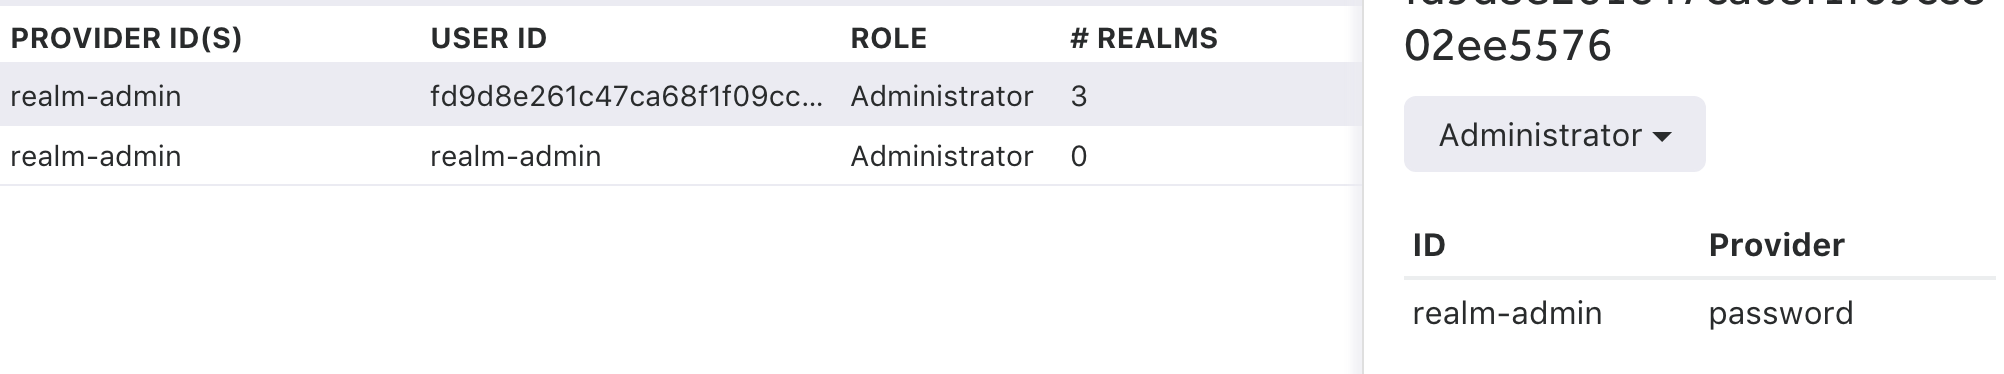 PROVIDER ID(S) USER ID ROLE # REALMS
realm-admin fd9d8e261c47ca68f1f09cc... Administrator 3
realm-admin realm-admin Administrator 0
02ee5576
Administrator
ID Provider
realm-admin password